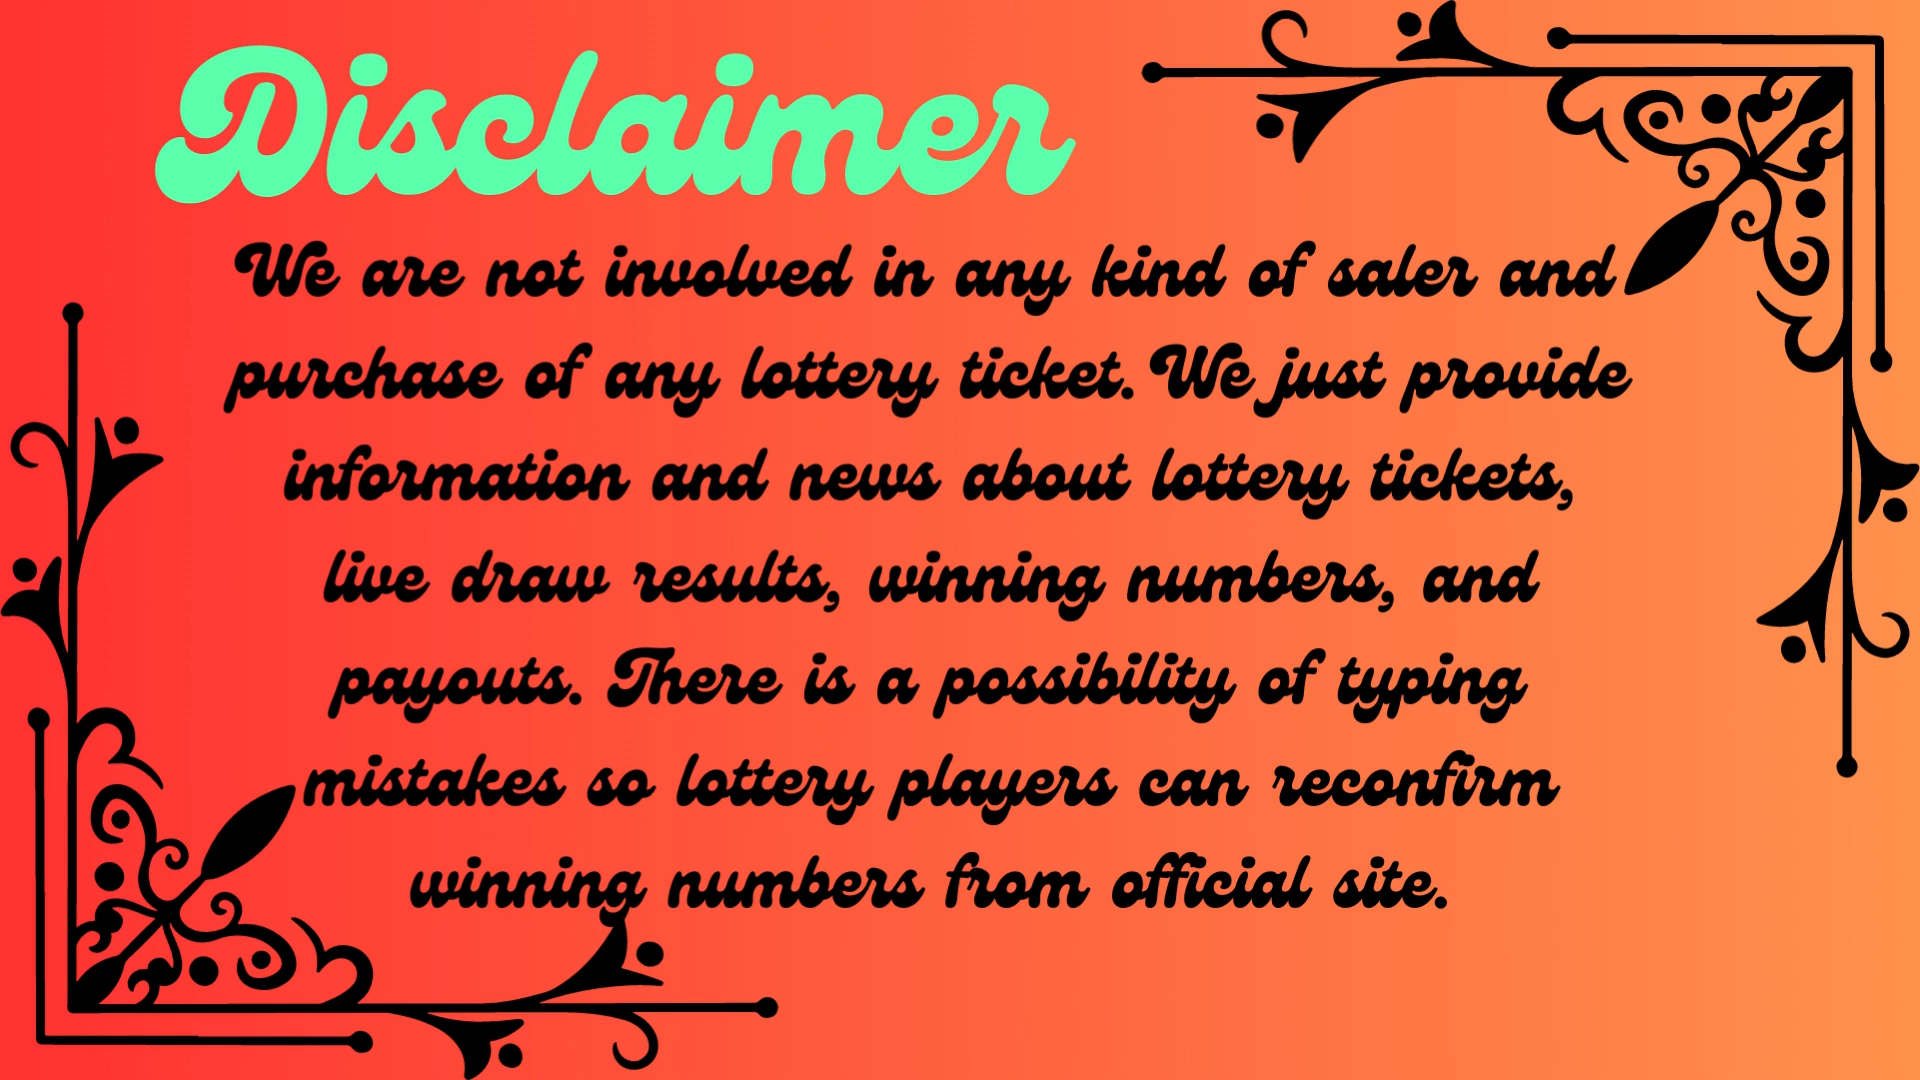 Disclaimer
We are not involved in any kind of saler and
purchase of any lottery ticket. We just provide
information and news about lottery tickets,
live draw results, winning numbers, and
payouts. There is a possibility of typing
mistakes so lottery players can reconfirm
winning numbers from official site.